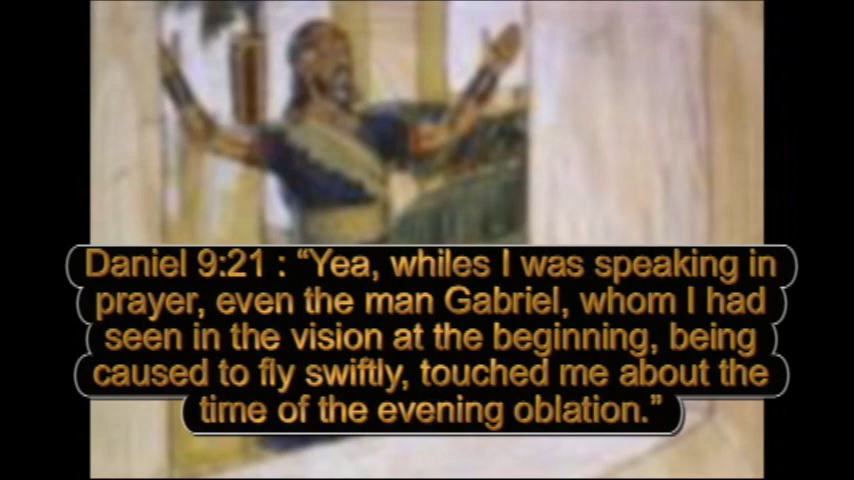 Daniel 9:21 : “Yea, whiles I was speaking in
prayer, even the man Gabriel, whom I had
seen in the vision at the beginning, being
caused to fly swiftly, touched me about the
time of the evening oblation.”